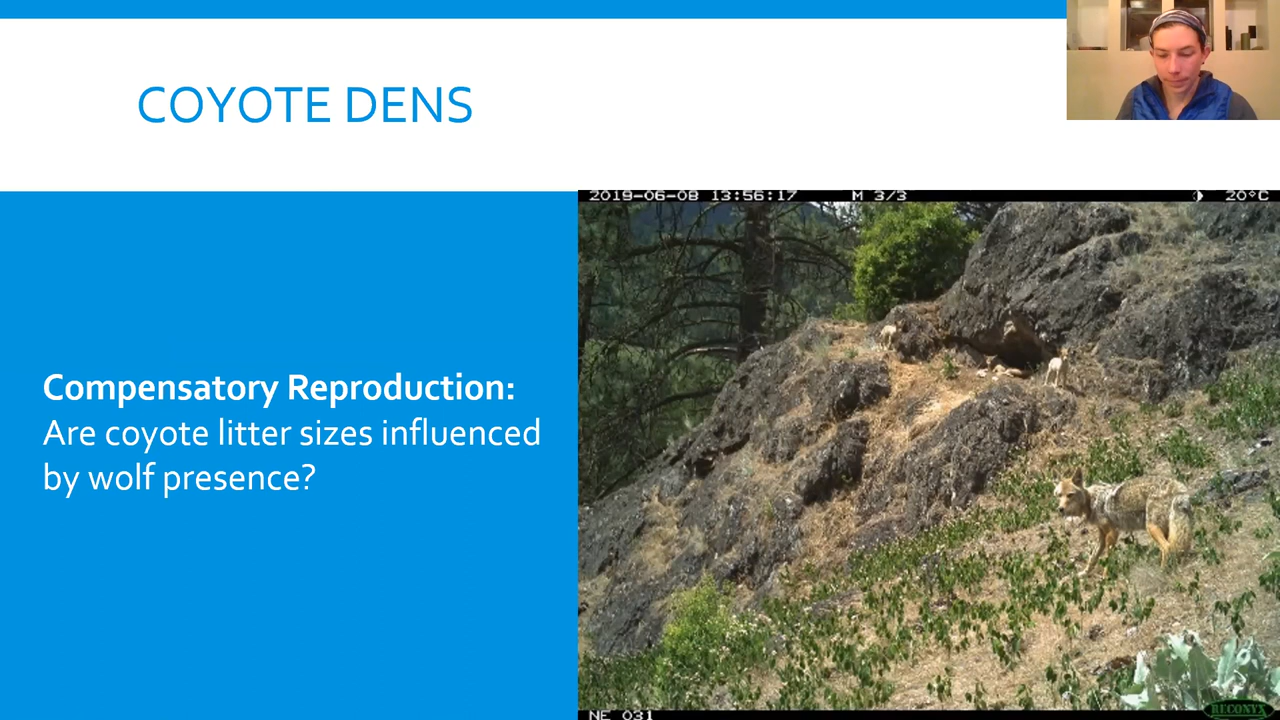 COYOTE DENS
2019-06-08 13:56:17 M 3/3 20°C
Compensatory Reproduction:
Are coyote litter sizes influenced
by wolf presence?
NE 031
RECONYX